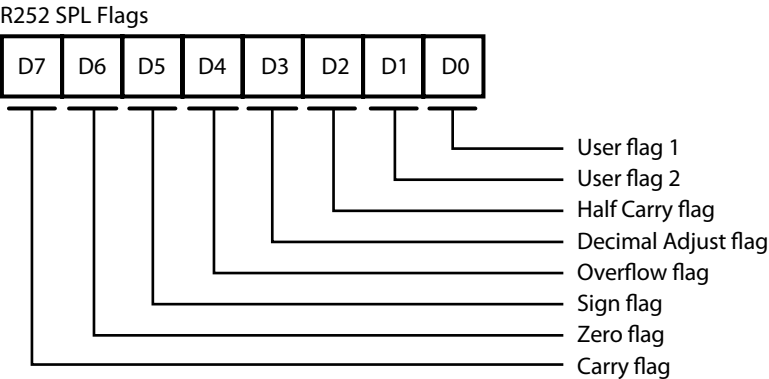 R252 SPL Flags
D7 D6 D5 D4 D3 D2 D1 D0
User flag 1
User flag 2
Half Carry flag
Decimal Adjust flag
Overflow flag
Sign flag
Zero flag
Carry flag